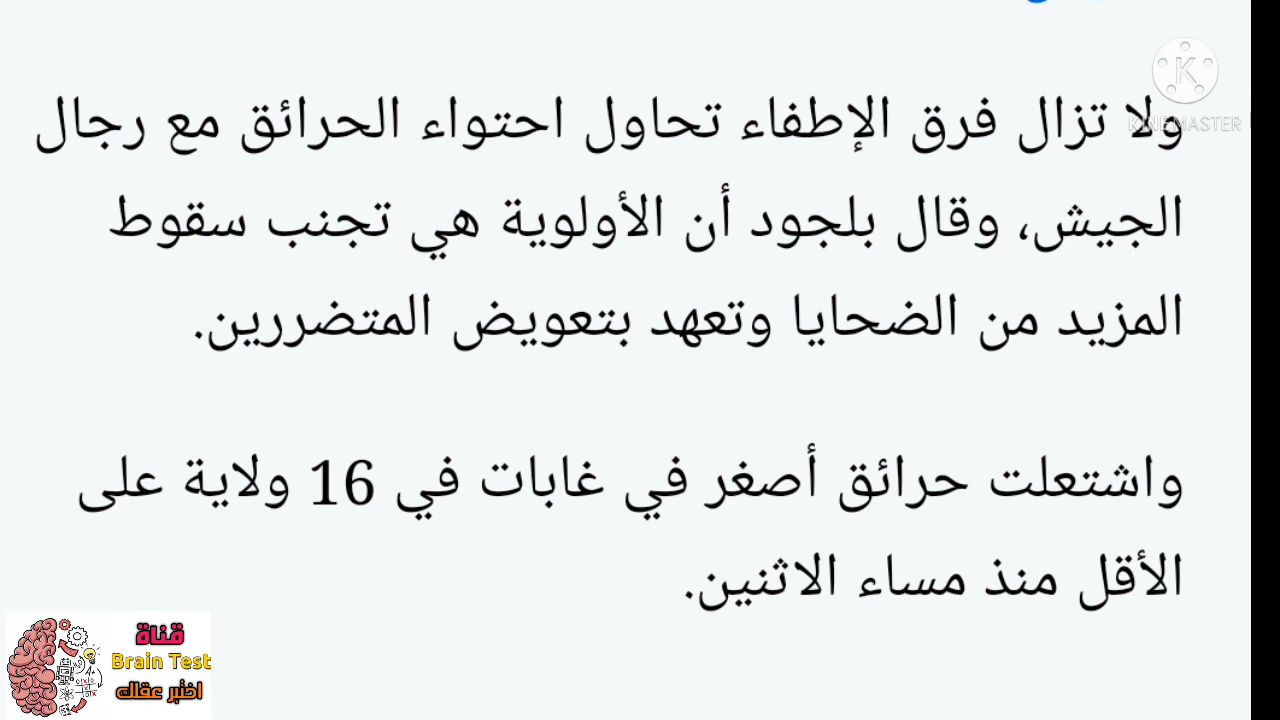 KINEMASTER
ولا تزال فرق الإطفاء تحاول احتواء الحرائق مع رجال
الجيش، وقال بلجود أن الأولوية هي تجنب سقوط
المزيد من الضحايا وتعهد بتعويض المتضررين.
واشتعلت حرائق أصغر في غابات في 16 ولاية على
الأقل منذ مساء الاثنين.
قناة
Brain Test
اختبر عقلك